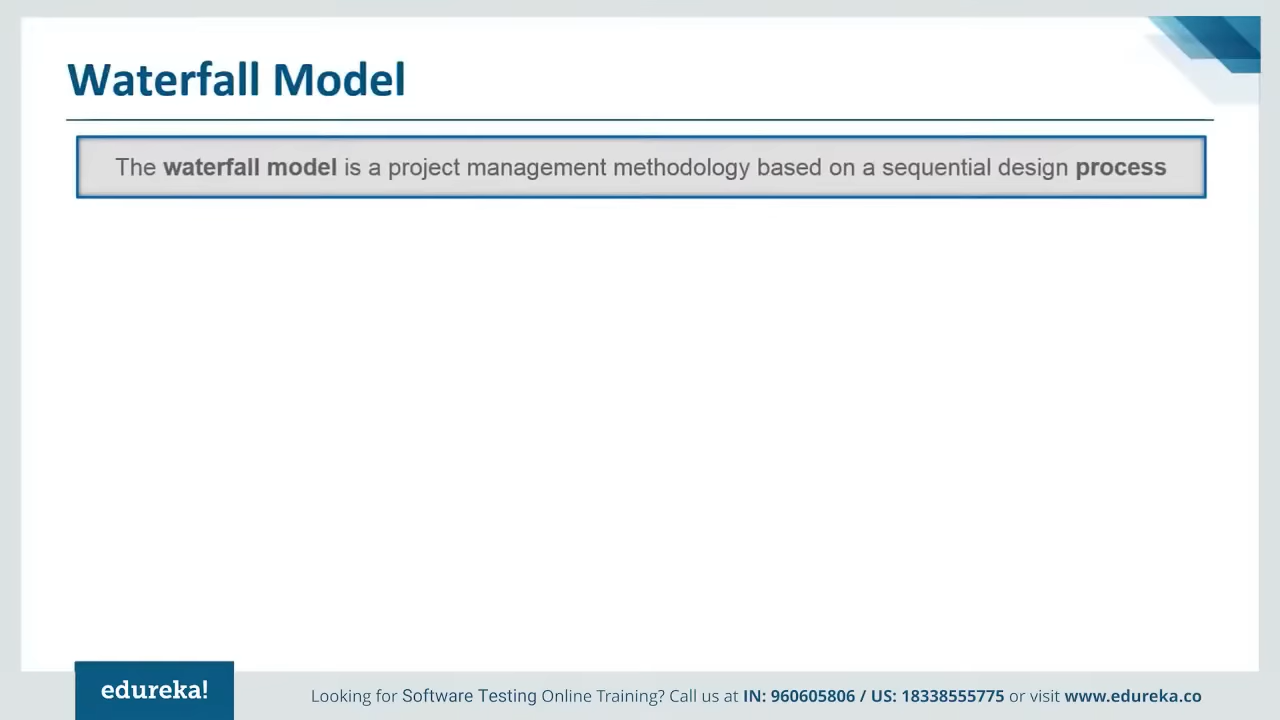 Waterfall Model
The waterfall model is a project management methodology based on a sequential design process
edureka!
Looking for Software Testing Online Training? Call us at IN: 960605806 / US: 18338555775 or visit www.edureka.co